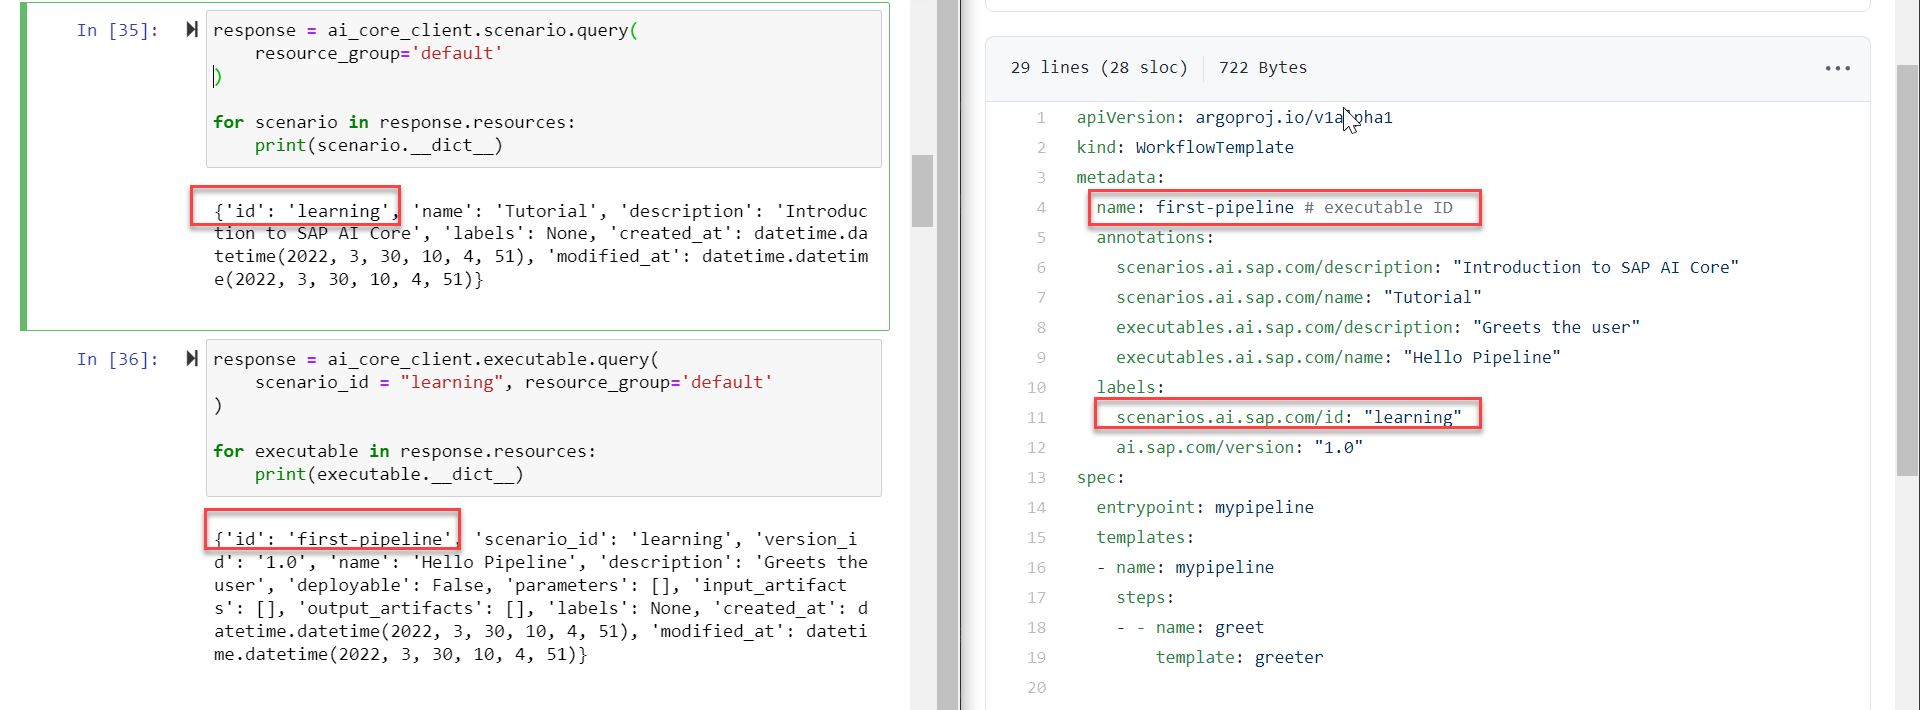 In [35]:
response = ai_core_client.scenario.query(
    resource_group='default'
)
for scenario in response.resources:
    print(scenario.__dict__)
{'id': 'learning', 'name': 'Tutorial', 'description': 'Introduc
tion to SAP AI Core', 'labels': None, 'created_at': datetime.da
tetime(2022, 3, 30, 10, 4, 51), 'modified_at': datetime.datetim
e(2022, 3, 30, 10, 4, 51)}
In [36]:
response = ai_core_client.executable.query(
    scenario_id = "learning", resource_group='default'
)
for executable in response.resources:
    print(executable.__dict__)
{'id': 'first-pipeline', 'scenario_id': 'learning', 'version_i
d': '1.0', 'name': 'Hello Pipeline', 'description': 'Greets the
user', 'deployable': False, 'parameters': [], 'input_artifact
s': [], 'output_artifacts': [], 'labels': None, 'created_at': d
atetime.datetime(2022, 3, 30, 10, 4, 51), 'modified_at': dateti
me.datetime(2022, 3, 30, 10, 4, 51)}
29 lines (28 sloc) 722 Bytes
1 apiVersion: argoproj.io/v1alpha1
2 kind: WorkflowTemplate
3 metadata:
4   name: first-pipeline # executable ID
5   annotations:
6     scenarios.ai.sap.com/description: "Introduction to SAP AI Core"
7     scenarios.ai.sap.com/name: "Tutorial"
8     executables.ai.sap.com/description: "Greets the user"
9     executables.ai.sap.com/name: "Hello Pipeline"
10   labels:
11     scenarios.ai.sap.com/id: "learning"
12     ai.sap.com/version: "1.0"
13 spec:
14   entrypoint: mypipeline
15   templates:
16   - name: mypipeline
17     steps:
18     - - name: greet
19         template: greeter
20